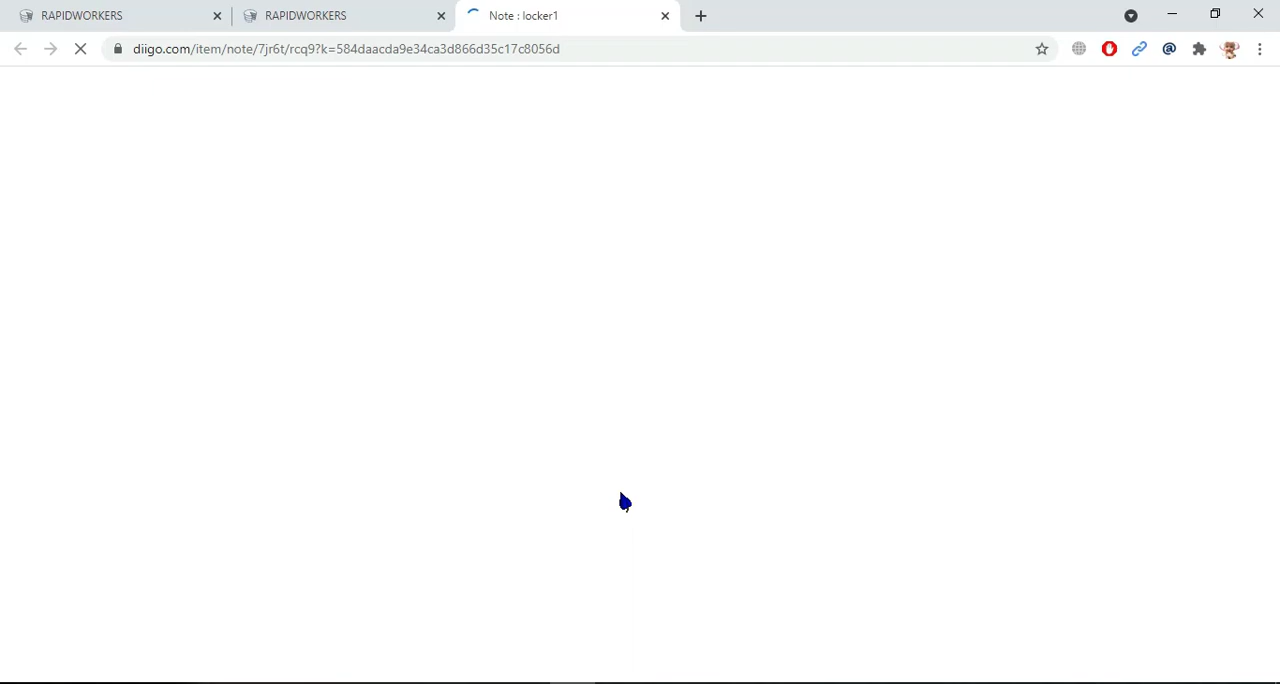 RAPIDWORKERS
RAPIDWORKERS
Note : locker1
diigo.com/item/note/7jr6t/rcq9?k=584daacda9e34ca3d866d35c17c8056d